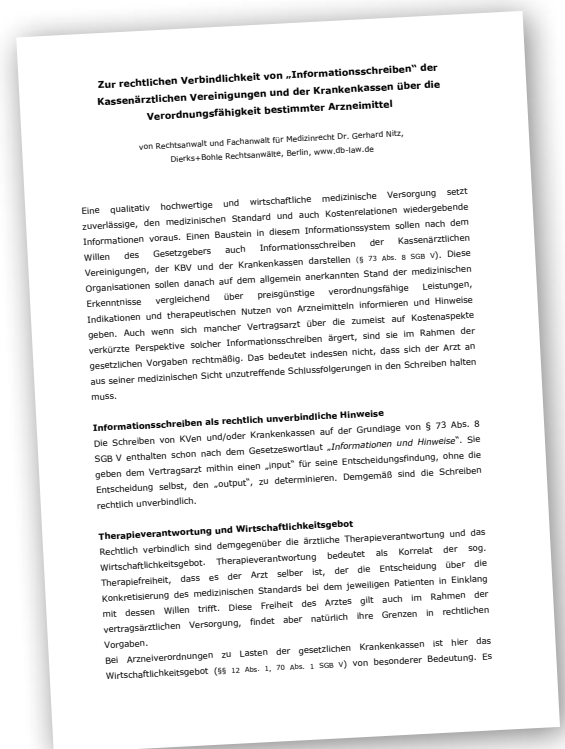 Zur rechtlichen Verbindlichkeit von „Informationsschreiben“ der
Kassenärztlichen Vereinigungen und der Krankenkassen über die
Verordnungsfähigkeit bestimmter Arzneimittel
von Rechtsanwalt und Fachanwalt für Medizinrecht Dr. Gerhard Nitz,
Dierks+Bohle Rechtsanwälte, Berlin, www.db-law.de
Eine qualitativ hochwertige und wirtschaftliche medizinische Versorgung setzt
zuverlässige, den medizinischen Standard und auch Kostenrelationen wiedergebende
Informationen voraus. Einen Baustein in diesem Informationssystem sollen nach dem
Willen des Gesetzgebers auch Informationsschreiben der Kassenärztlichen
Vereinigungen, der KBV und der Krankenkassen darstellen (§ 73 Abs. 8 SGB V). Diese
Organisationen sollen danach auf dem allgemein anerkannten Stand der medizinischen
Erkenntnisse vergleichend über preisgünstige verordnungsfähige Leistungen,
Indikationen und therapeutischen Nutzen von Arzneimitteln informieren und Hinweise
geben. Auch wenn sich mancher Vertragsarzt über die zumeist auf Kostenaspekte
verkürzte Perspektive solcher Informationsschreiben ärgert, sind sie im Rahmen der
gesetzlichen Vorgaben rechtmäßig. Das bedeutet indessen nicht, dass sich der Arzt an
aus seiner medizinischen Sicht unzutreffende Schlussfolgerungen in den Schreiben halten
muss.
Informationsschreiben als rechtlich unverbindliche Hinweise
Die Schreiben von KVen und/oder Krankenkassen auf der Grundlage von § 73 Abs. 8
SGB V enthalten schon nach dem Gesetzeswortlaut „Informationen und Hinweise“. Sie
geben dem Vertragsarzt mithin einen „input“ für seine Entscheidungsfindung, ohne die
Entscheidung selbst, den „output“, zu determinieren. Demgemäß sind die Schreiben
rechtlich unverbindlich.
Therapieverantwortung und Wirtschaftlichkeitsgebot
Rechtlich verbindlich sind demgegenüber die ärztliche Therapieverantwortung und das
Wirtschaftlichkeitsgebot. Therapieverantwortung bedeutet als Korrelat der sog.
Therapiefreiheit, dass es der Arzt selber ist, der die Entscheidung über die
Konkretisierung des medizinischen Standards bei dem jeweiligen Patienten in Einklang
mit dessen Willen trifft. Diese Freiheit des Arztes gilt auch im Rahmen der
vertragsärztlichen Versorgung, findet aber natürlich ihre Grenzen in rechtlichen
Vorgaben.
Bei Arzneiverordnungen zu Lasten der gesetzlichen Krankenkassen ist hier das
Wirtschaftlichkeitsgebot (§§ 12 Abs. 1, 70 Abs. 1 SGB V) von besonderer Bedeutung. Es